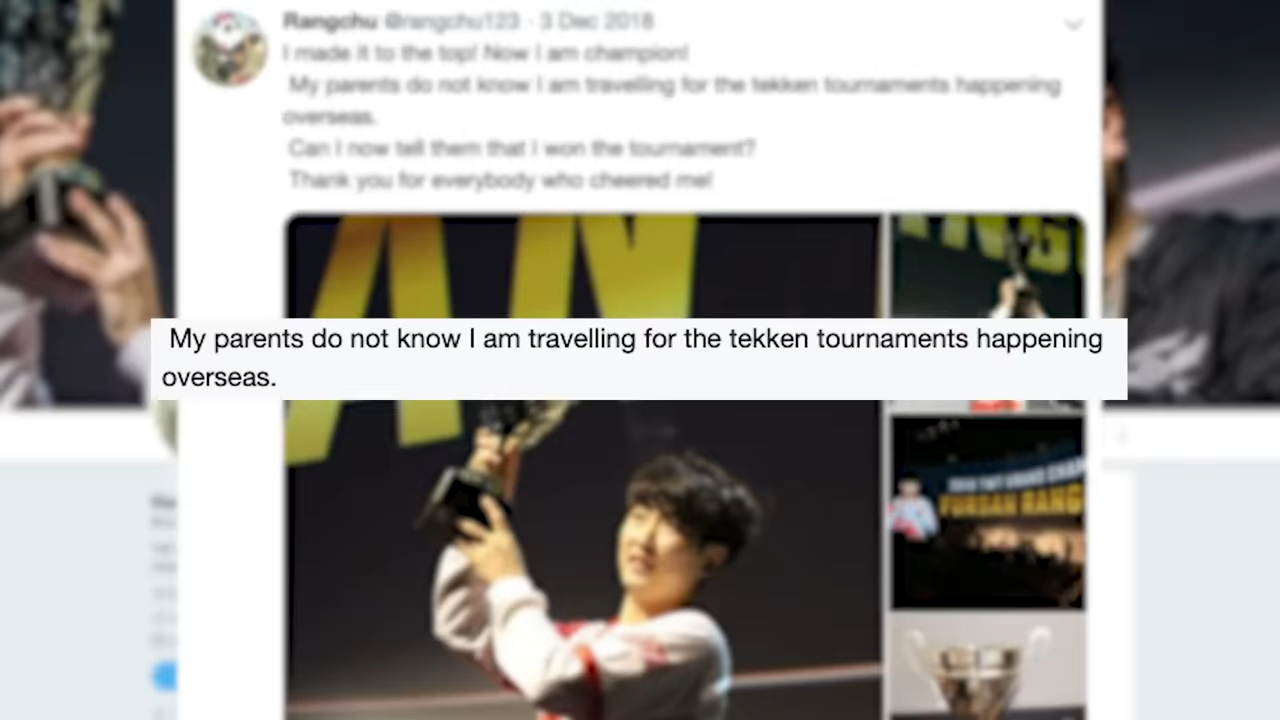 Rangchu @rangchu123 · 3 Dec 2018
I made it to the top! Now I am champion!
My parents do not know I am travelling for the tekken tournaments happening
overseas.
Can I now tell them that I won the tournament?
Thank you for everybody who cheered me!
AN
My parents do not know I am travelling for the tekken tournaments happening
overseas.